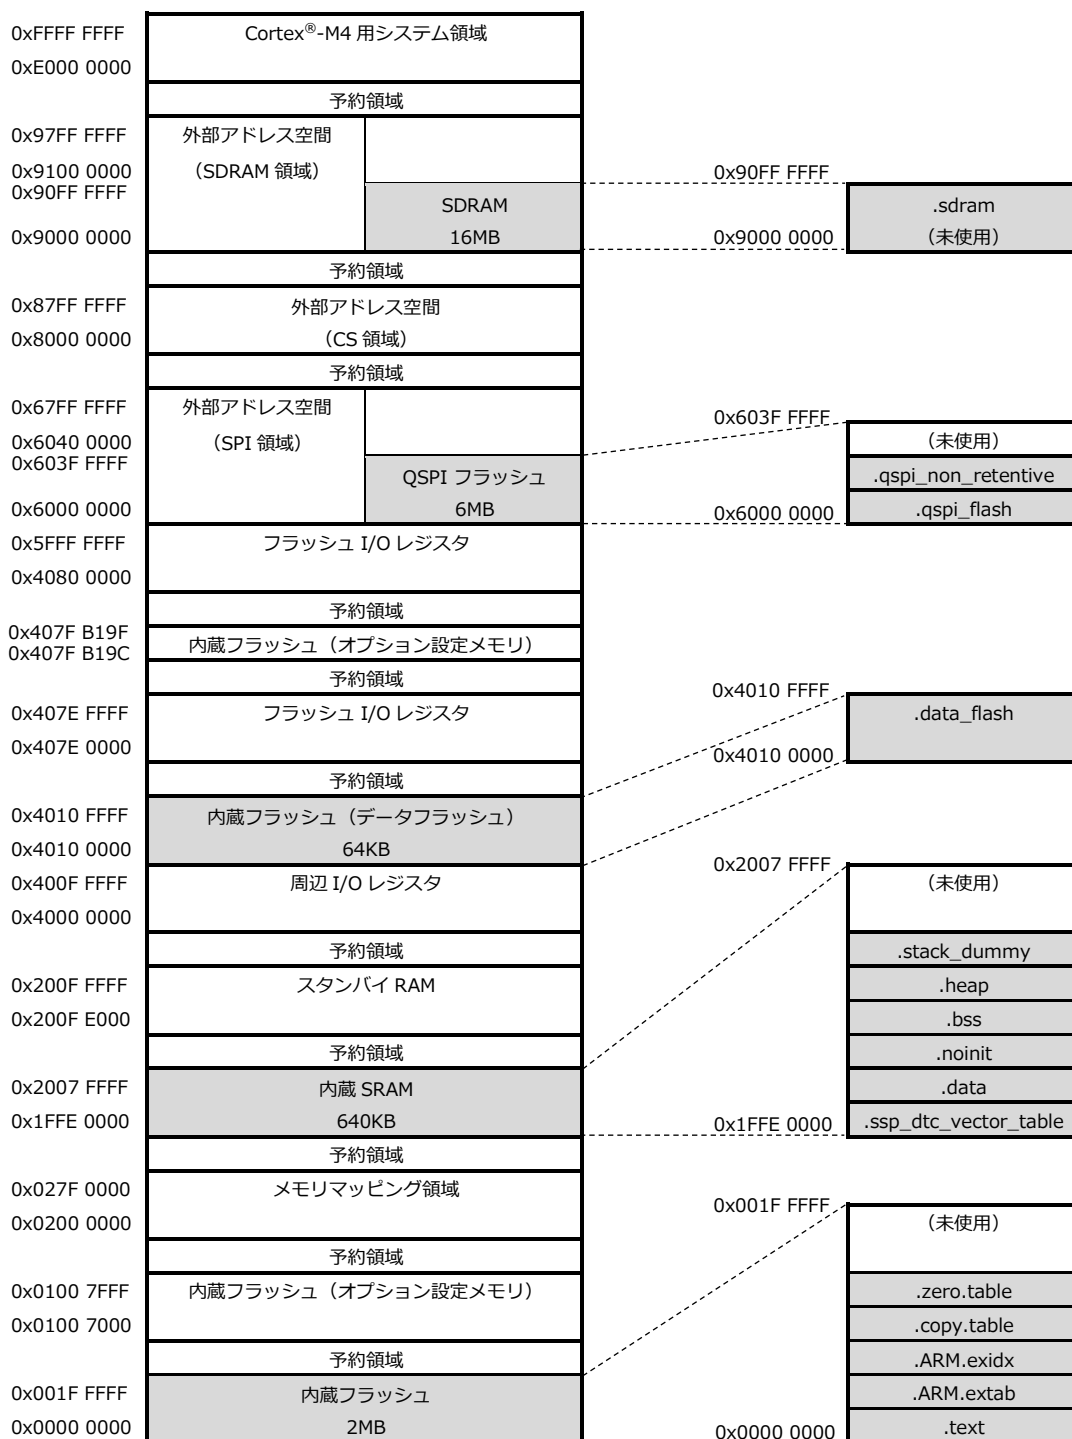 0xFFFF FFFF
Cortex®-M4 用システム領域
0xE000 0000
予約領域
0x97FF FFFF
外部アドレス空間
0x9100 0000
（SDRAM 領域）
0x90FF FFFF
0x90FF FFFF
SDRAM
.sdram
0x9000 0000
16MB
0x9000 0000
（未使用）
予約領域
0x87FF FFFF
外部アドレス空間
0x8000 0000
（CS 領域）
予約領域
0x67FF FFFF
外部アドレス空間
0x603F FFFF
0x6040 0000
（SPI 領域）
（未使用）
0x603F FFFF
QSPI フラッシュ
.qspi_non_retentive
0x6000 0000
6MB
0x6000 0000
.qspi_flash
0x5FFF FFFF
フラッシュ I/O レジスタ
0x4080 0000
予約領域
0x407F B19F
内蔵フラッシュ（オプション設定メモリ）
0x407F B19C
予約領域
0x4010 FFFF
0x407E FFFF
フラッシュ I/O レジスタ
.data_flash
0x407E 0000
0x4010 0000
予約領域
0x4010 FFFF
内蔵フラッシュ（データフラッシュ）
0x4010 0000
64KB
0x2007 FFFF
0x400F FFFF
周辺 I/O レジスタ
（未使用）
0x4000 0000
予約領域
.stack_dummy
0x200F FFFF
スタンバイ RAM
.heap
0x200F E000
.bss
予約領域
.noinit
0x2007 FFFF
内蔵 SRAM
.data
0x1FFE 0000
640KB
0x1FFE 0000
.ssp_dtc_vector_table
予約領域
0x027F 0000
メモリマッピング領域
0x001F FFFF
0x0200 0000
（未使用）
予約領域
0x0100 7FFF
内蔵フラッシュ（オプション設定メモリ）
.zero.table
0x0100 7000
.copy.table
予約領域
.ARM.exidx
0x001F FFFF
内蔵フラッシュ
.ARM.extab
0x0000 0000
2MB
0x0000 0000
.text